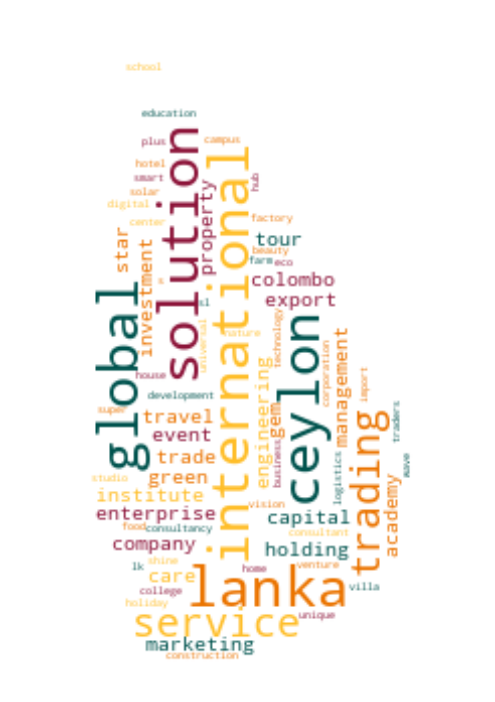 school
education
plus
campus
solution
international
hotel
smart
hub
solar
property
digital
center
factory
star
tour
investment
beauty
farm
eco
s
colombo
global
sl
export
ceylon
technology
universal
nature
management
corporation
engineering
import
house
development
super
gem
travel
trading
traders
event
business
trade
logistics
wave
green
studio
academy
institute
vision
enterprise
capital
food
consultancy
consultant
company
holding
shine
lk
care
home
venture
lanka
college
villa
holiday
service
unique
marketing
construction